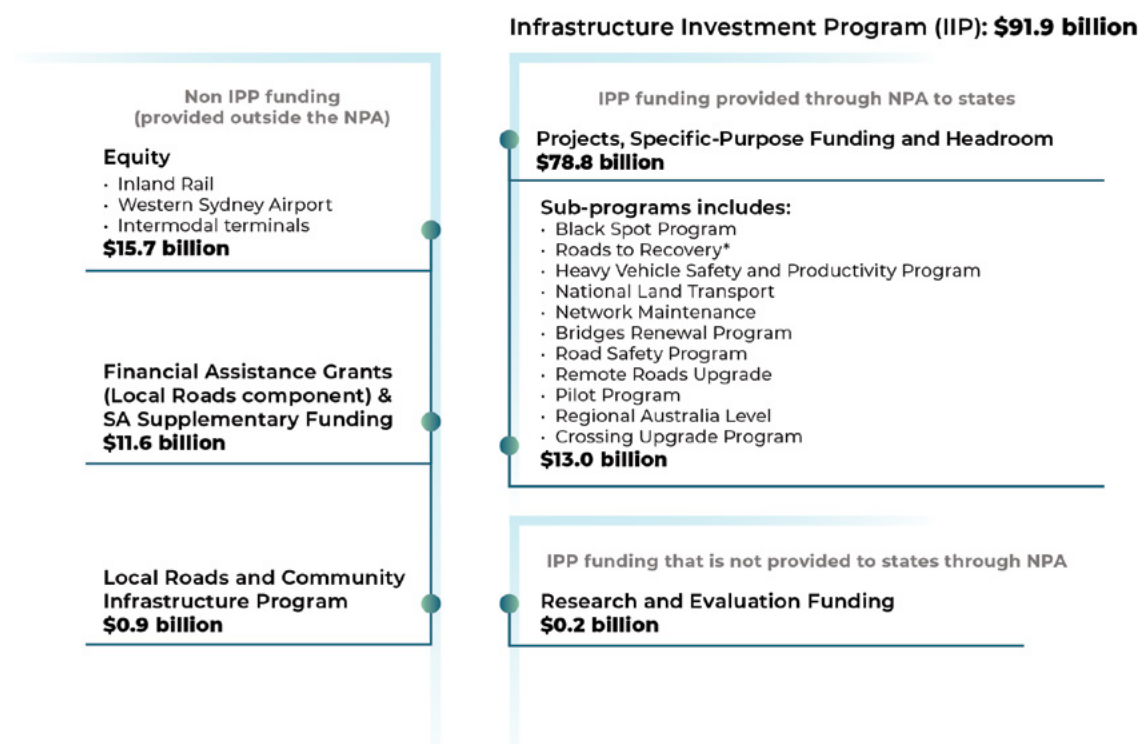 Infrastructure Investment Program (IIP): $91.9 billion
Non IPP funding
(provided outside the NPA)
Equity
· Inland Rail
· Western Sydney Airport
· Intermodal terminals
$15.7 billion
Financial Assistance Grants
(Local Roads component) &
SA Supplementary Funding
$11.6 billion
Local Roads and Community
Infrastructure Program
$0.9 billion
IPP funding provided through NPA to states
Projects, Specific-Purpose Funding and Headroom
$78.8 billion
Sub-programs includes:
· Black Spot Program
· Roads to Recovery*
· Heavy Vehicle Safety and Productivity Program
· National Land Transport
· Network Maintenance
· Bridges Renewal Program
· Road Safety Program
· Remote Roads Upgrade
· Pilot Program
· Regional Australia Level
· Crossing Upgrade Program
$13.0 billion
IPP funding that is not provided to states through NPA
Research and Evaluation Funding
$0.2 billion